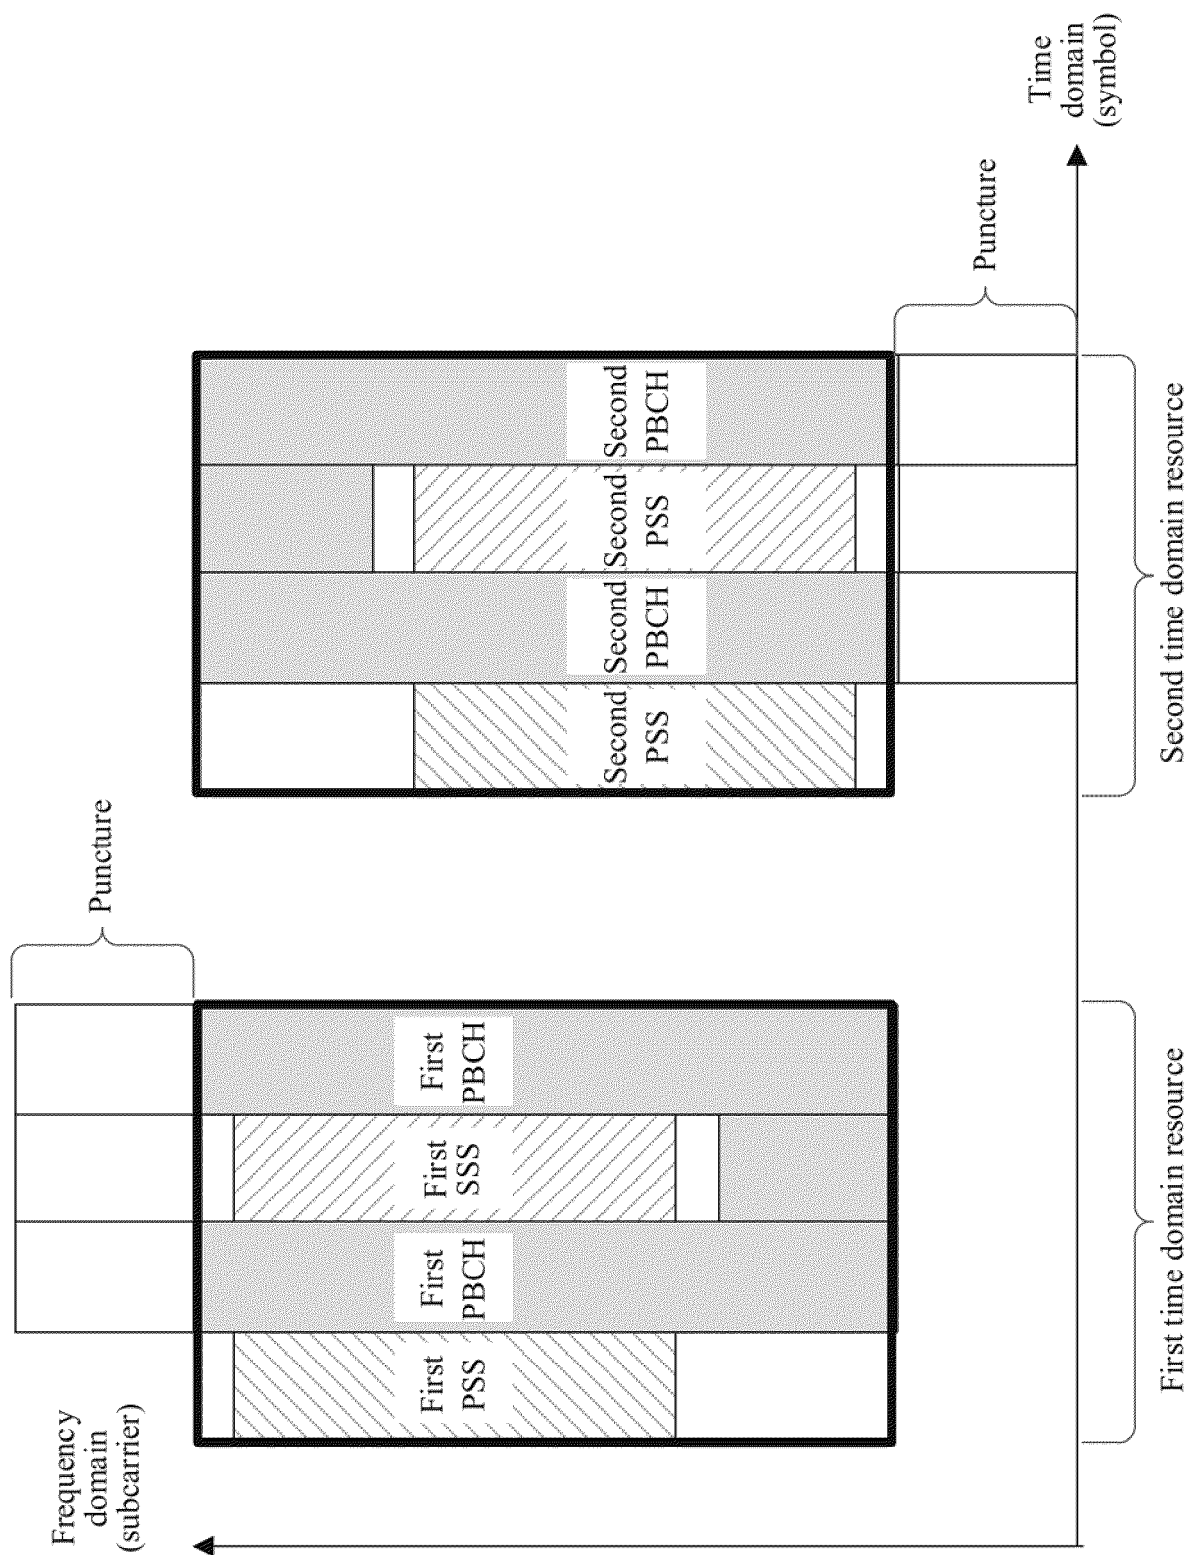 Frequency
domain
(subcarrier)
Puncture
First
PSS
First
PBCH
First
SSS
First
PBCH
First time domain resource
Second
PSS
Second
PBCH
Second
PSS
Second
PBCH
Puncture
Second time domain resource
Time
domain
(symbol)